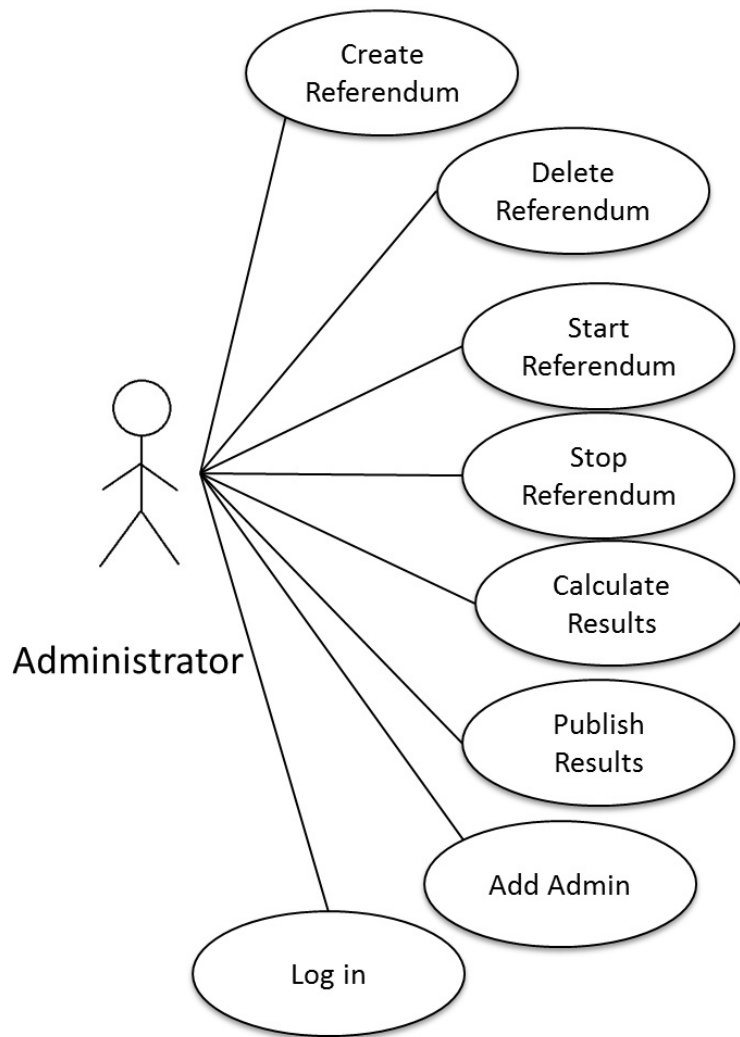 Create
Referendum
Delete
Referendum
Start
Referendum
Stop
Referendum
Calculate
Results
Administrator
Publish
Results
Add Admin
Log in